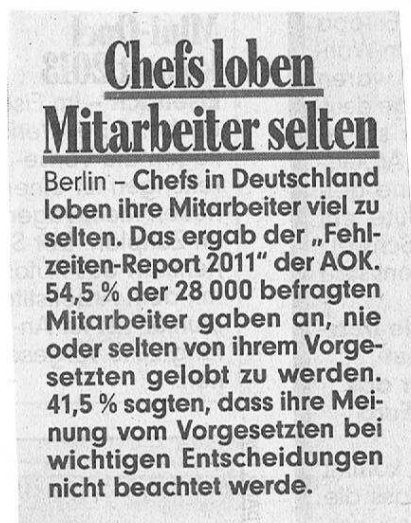 Chefs loben
Mitarbeiter selten
Berlin – Chefs in Deutschland
loben ihre Mitarbeiter viel zu
selten. Das ergab der „Fehl-
zeiten-Report 2011“ der AOK.
54,5 % der 28 000 befragten
Mitarbeiter gaben an, nie
oder selten von ihrem Vorge-
setzten gelobt zu werden.
41,5 % sagten, dass ihre Mei-
nung vom Vorgesetzten bei
wichtigen Entscheidungen
nicht beachtet werde.